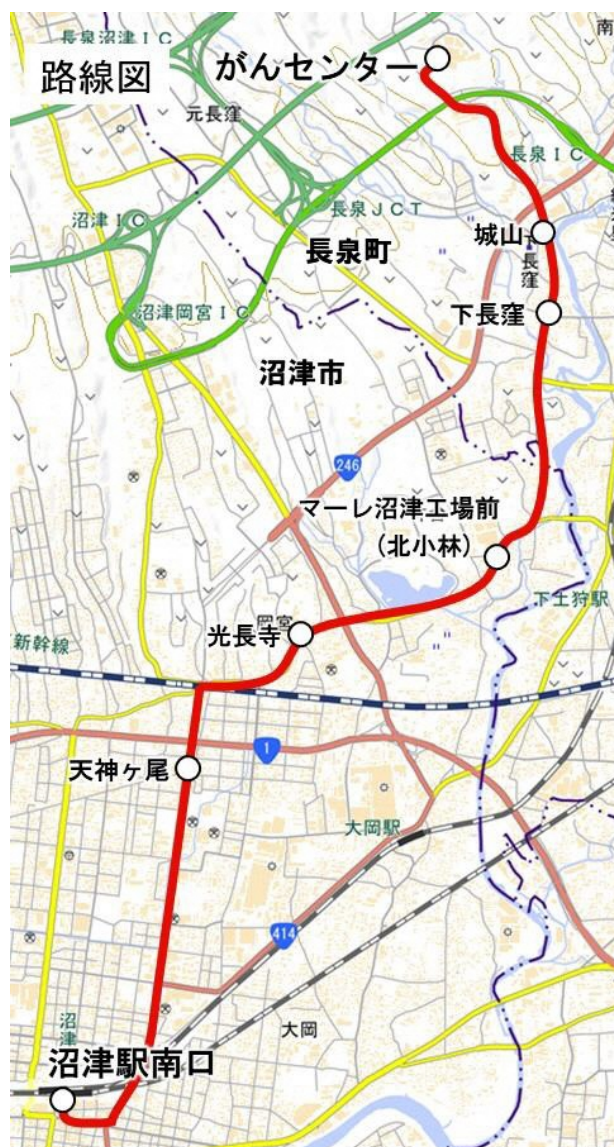 長泉沼津ＩＣ
南
路線図
がんセンター
元長窪
長泉ＩＣ
沼津ＩＣ
長泉ＪＣＴ
城山
長泉町
長窪
沼津岡宮ＩＣ
下長窪
沼津市
246
マーレ沼津工場前
（北小林）
下土狩駅
岡宮
光長寺
新幹線
1
天神ヶ尾
大岡駅
414
大岡
沼津
沼津駅南口